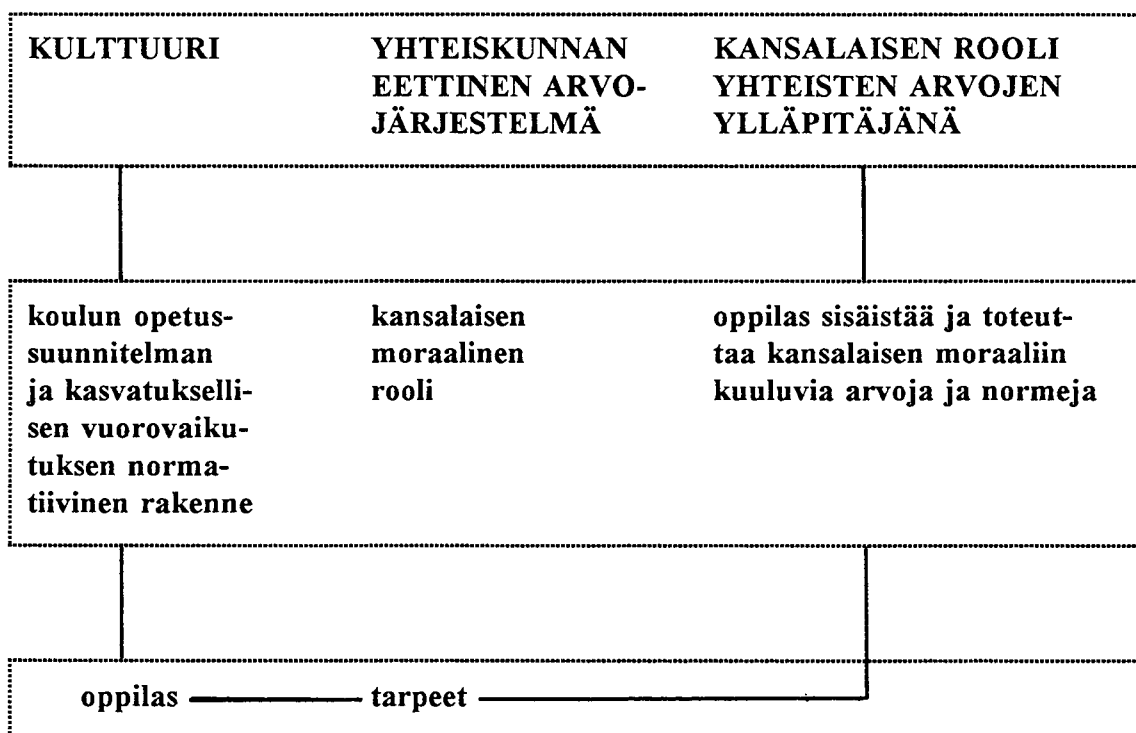 KULTTUURI
YHTEISKUNNAN
EETTINEN ARVO-
JÄRJESTELMÄ
KANSALAISEN ROOLI
YHTEISTEN ARVOJEN
YLLÄPITÄJÄNÄ
koulun opetus-
suunnitelman
ja kasvatukselli-
sen vuorovaiku-
tuksen norma-
tiivinen rakenne
kansalaisen
moraalinen
rooli
oppilas sisäistää ja toteut-
taa kansalaisen moraaliin
kuuluvia arvoja ja normeja
oppilas
tarpeet